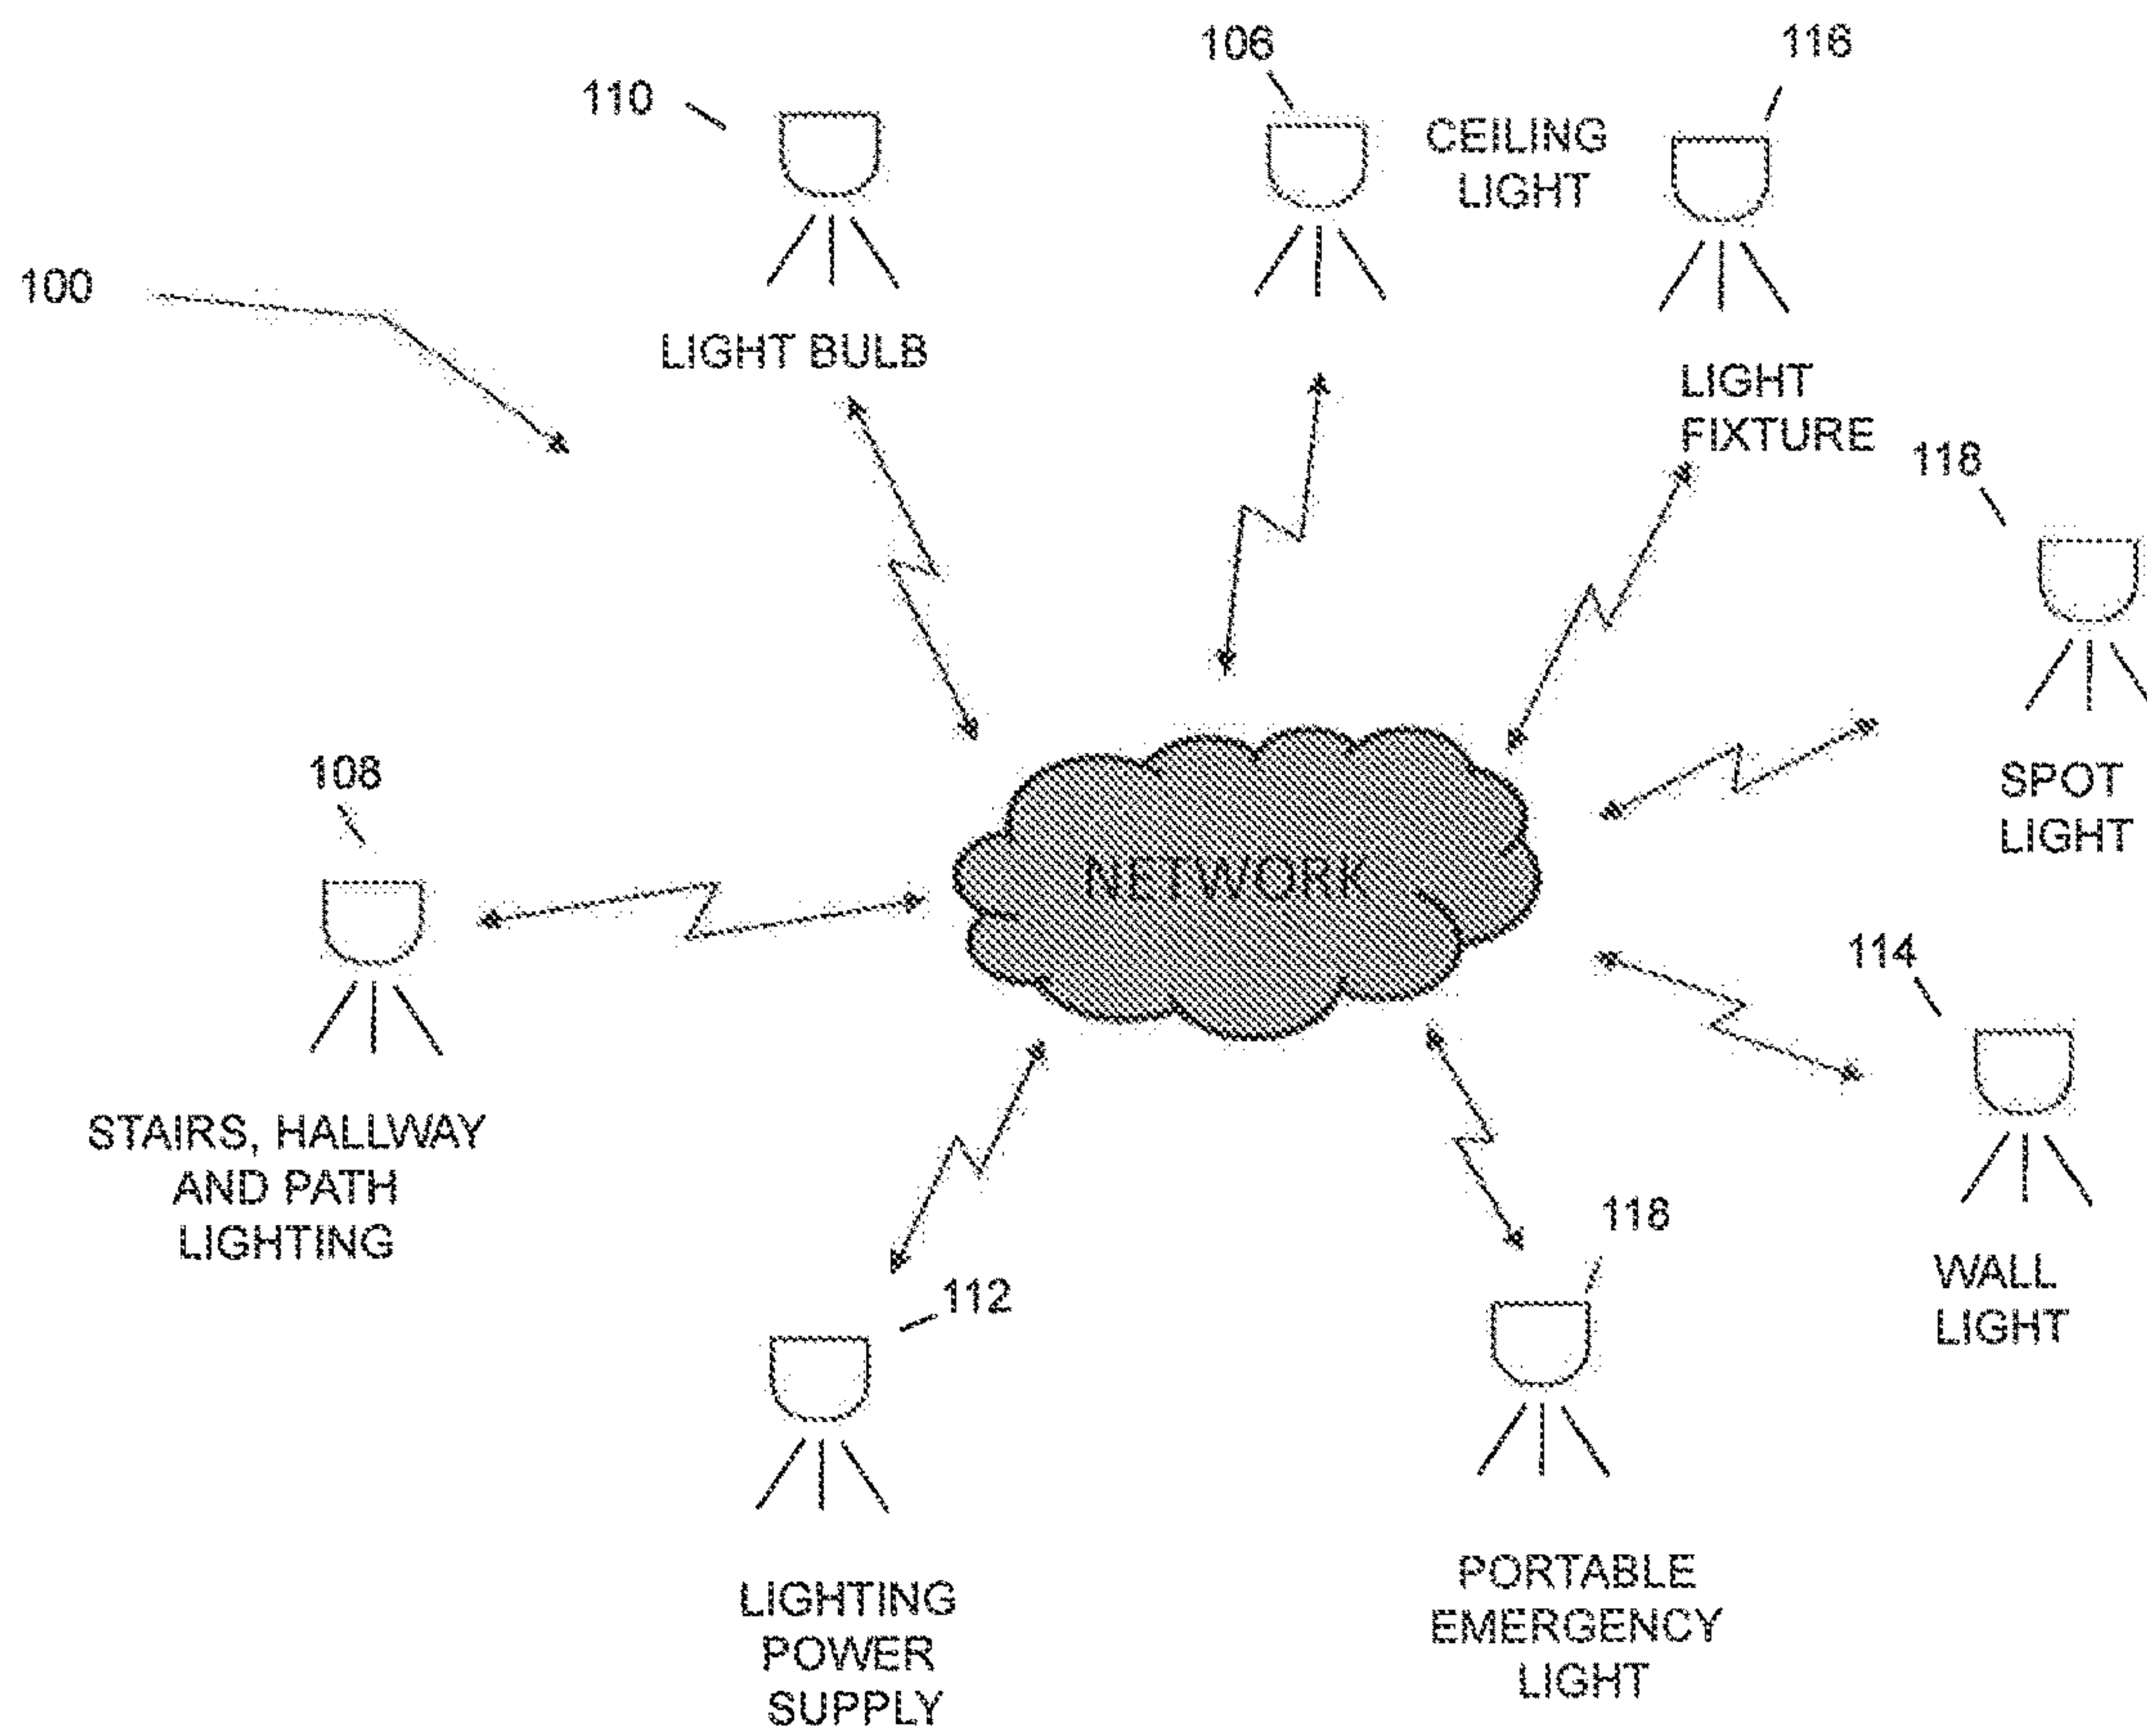 106
116
110
CEILING
LIGHT
100
LIGHT BULB
LIGHT
FIXTURE
118
SPOT
LIGHT
108
NETWORK
114
STAIRS, HALLWAY
AND PATH
LIGHTING
118
WALL
LIGHT
112
PORTABLE
EMERGENCY
LIGHT
LIGHTING
POWER
SUPPLY